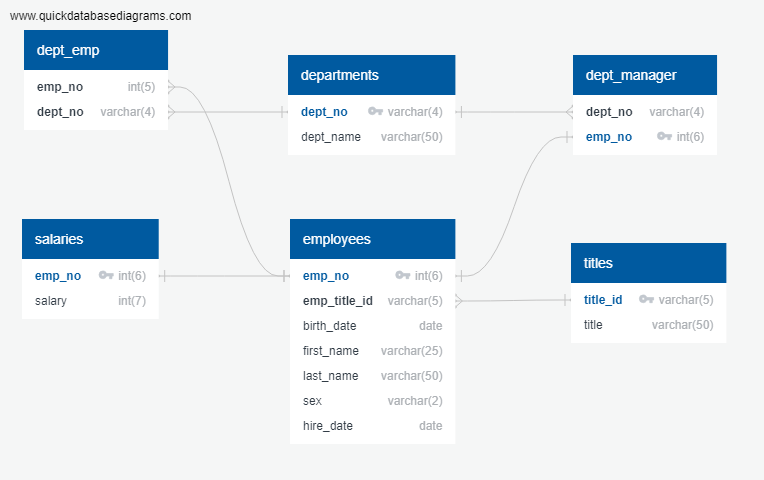 www.quickdatabasediagrams.com
dept_emp
emp_no int(5)
dept_no varchar(4)
departments
dept_no varchar(4)
dept_name varchar(50)
dept_manager
dept_no varchar(4)
emp_no int(6)
salaries
emp_no int(6)
salary int(7)
employees
emp_no int(6)
emp_title_id varchar(5)
birth_date date
first_name varchar(25)
last_name varchar(50)
sex varchar(2)
hire_date date
titles
title_id varchar(5)
title varchar(50)